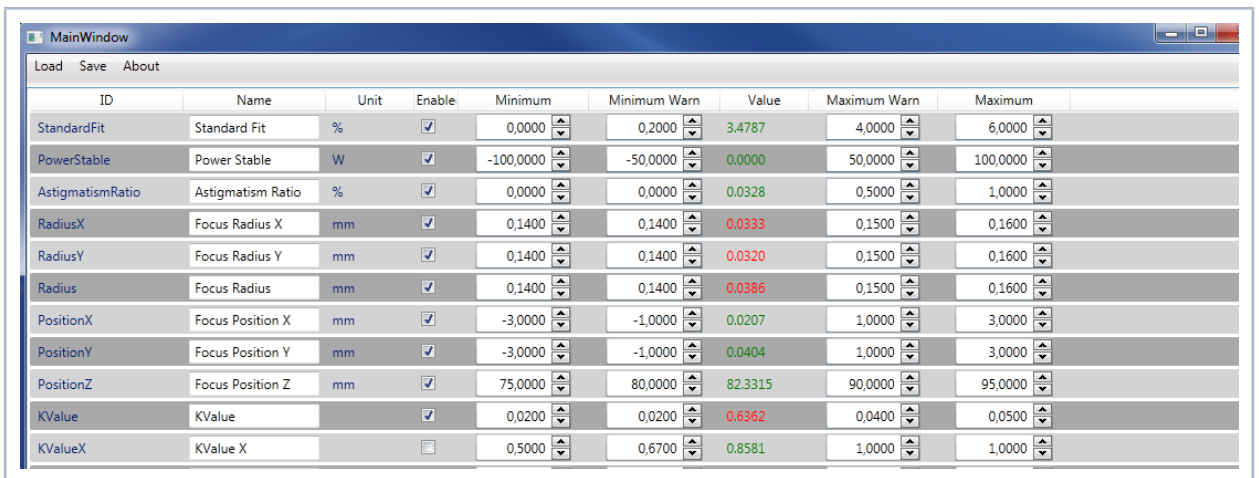 MainWindow
Load Save About
ID Name Unit Enable Minimum Minimum Warn Value Maximum Warn Maximum
StandardFit Standard Fit % 0,0000 0,2000 3.4787 4,0000 6,0000
PowerStable Power Stable W -100,0000 -50,0000 0.0000 50,0000 100,0000
AstigmatismRatio Astigmatism Ratio % 0,0000 0,0000 0.0328 0,5000 1,0000
RadiusX Focus Radius X mm 0,1400 0,1400 0.0333 0,1500 0,1600
RadiusY Focus Radius Y mm 0,1400 0,1400 0.0320 0,1500 0,1600
Radius Focus Radius mm 0,1400 0,1400 0.0386 0,1500 0,1600
PositionX Focus Position X mm -3,0000 -1,0000 0.0207 1,0000 3,0000
PositionY Focus Position Y mm -3,0000 -1,0000 0.0404 1,0000 3,0000
PositionZ Focus Position Z mm 75,0000 80,0000 82.3315 90,0000 95,0000
KValue KValue 0,0200 0,0200 0.6362 0,0400 0,0500
KValueX KValue X 0,5000 0,6700 0.8581 1,0000 1,0000